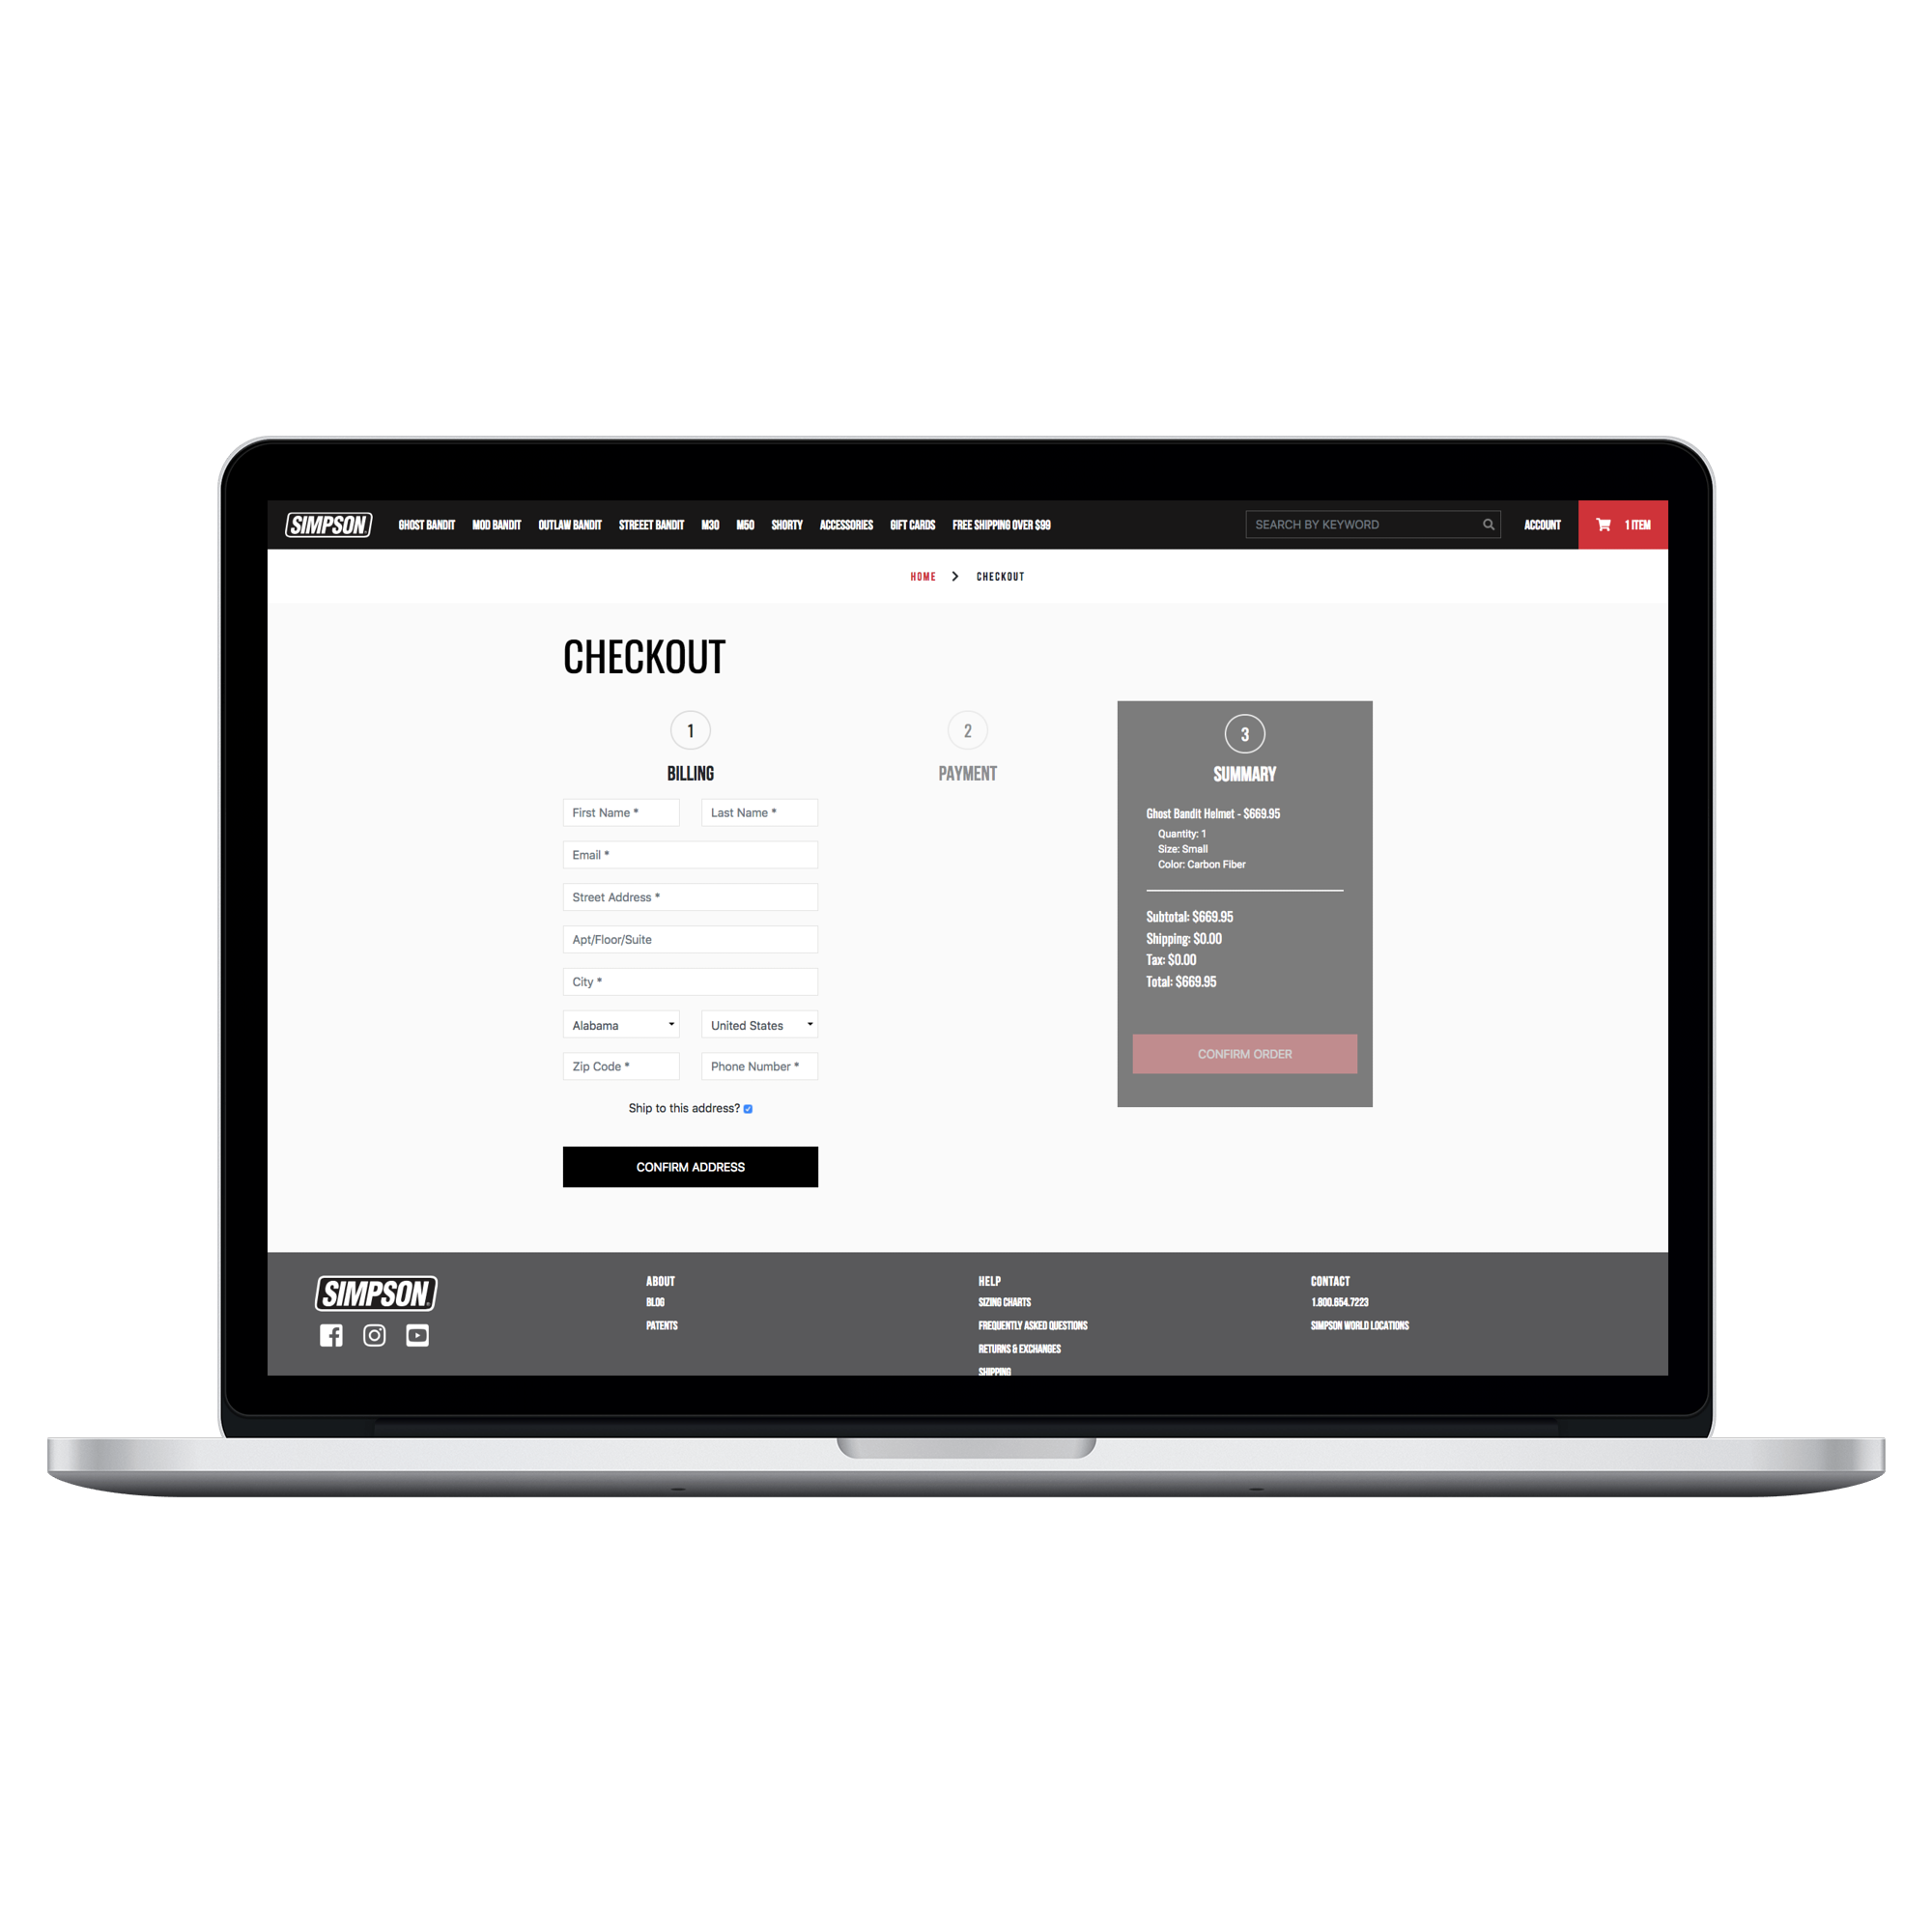 SIMPSON GHOST BANDIT MOD BANDIT OUTLAW BANDIT STREEET BANDIT M30 M50 SHORTY ACCESSORIES GIFT CARDS FREE SHIPPING OVER $99 SEARCH BY KEYWORD ACCOUNT 1 ITEM
HOME CHECKOUT
CHECKOUT
1
BILLING
First Name * Last Name *
Email *
Street Address *
Apt/Floor/Suite
City *
Alabama United States
Zip Code * Phone Number *
Ship to this address?
CONFIRM ADDRESS
2
PAYMENT
3
SUMMARY
Ghost Bandit Helmet - $669.95
Quantity: 1
Size: Small
Color: Carbon Fiber
Subtotal: $669.95
Shipping: $0.00
Tax: $0.00
Total: $669.95
CONFIRM ORDER
SIMPSON
ABOUT
BLOG
PATENTS
HELP
SIZING CHARTS
FREQUENTLY ASKED QUESTIONS
RETURNS & EXCHANGES
SHIPPING
CONTACT
1.800.654.7223
SIMPSON WORLD LOCATIONS